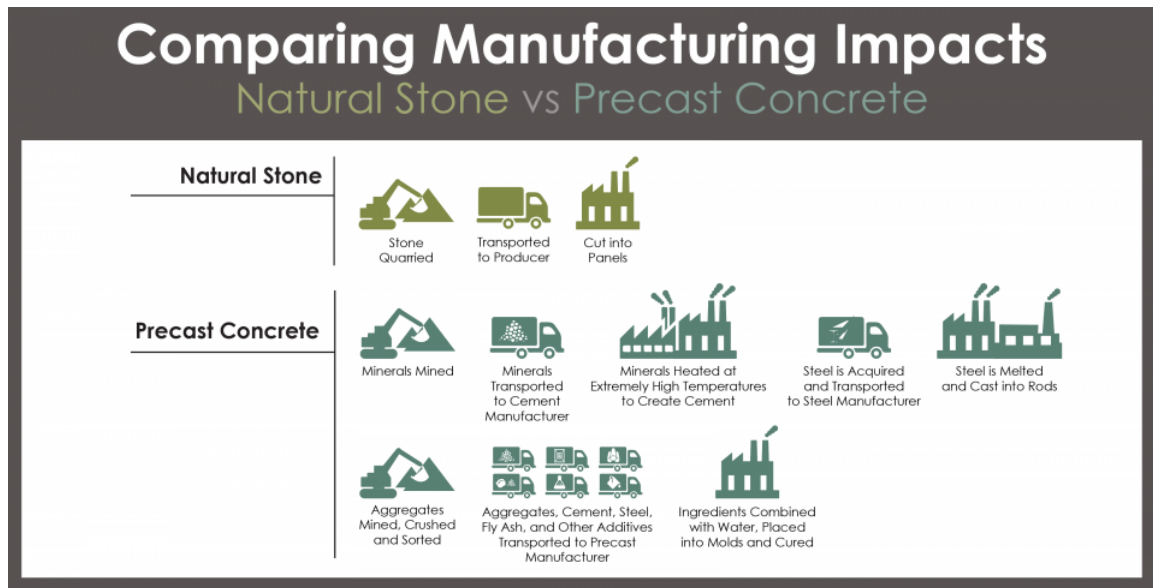 Comparing Manufacturing Impacts
Natural Stone vs Precast Concrete
Natural Stone
Stone
Quarried
Transported
to Producer
Cut into
Panels
Precast Concrete
Minerals Mined
Minerals
Transported
to Cement
Manufacturer
Minerals Heated at
Extremely High Temperatures
to Create Cement
Steel is Acquired
and Transported
to Steel Manufacturer
Steel is Melted
and Cast into Rods
Aggregates
Mined, Crushed
and Sorted
Aggregates, Cement, Steel,
Fly Ash, and Other Additives
Transported to Precast
Manufacturer
Ingredients Combined
with Water, Placed
into Molds and Cured